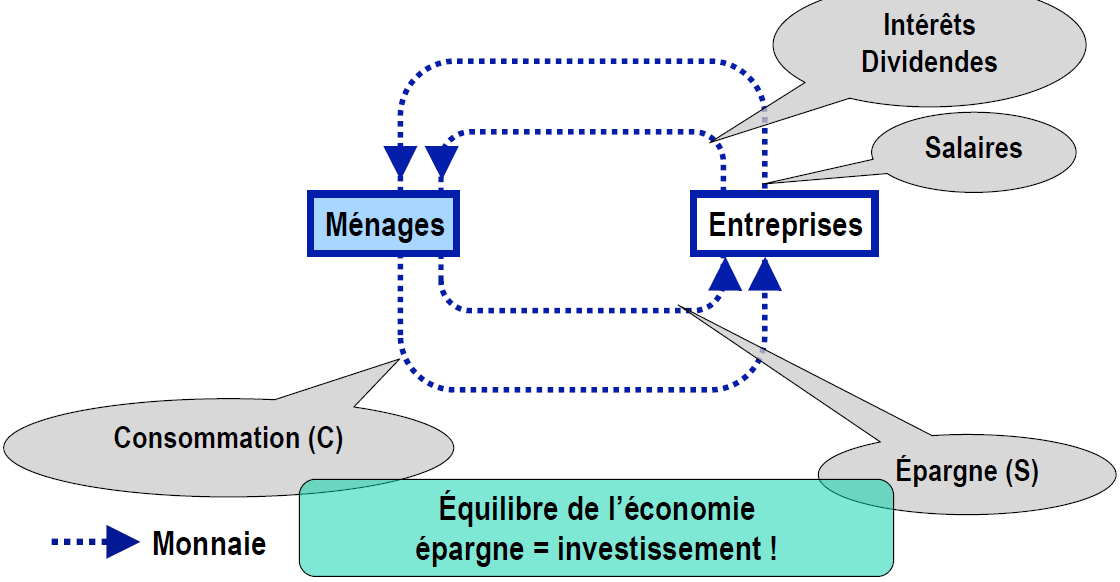 Intérêts
Dividendes
Salaires
Ménages
Entreprises
Consommation (C)
Épargne (S)
Équilibre de l’économie
épargne = investissement !
Monnaie